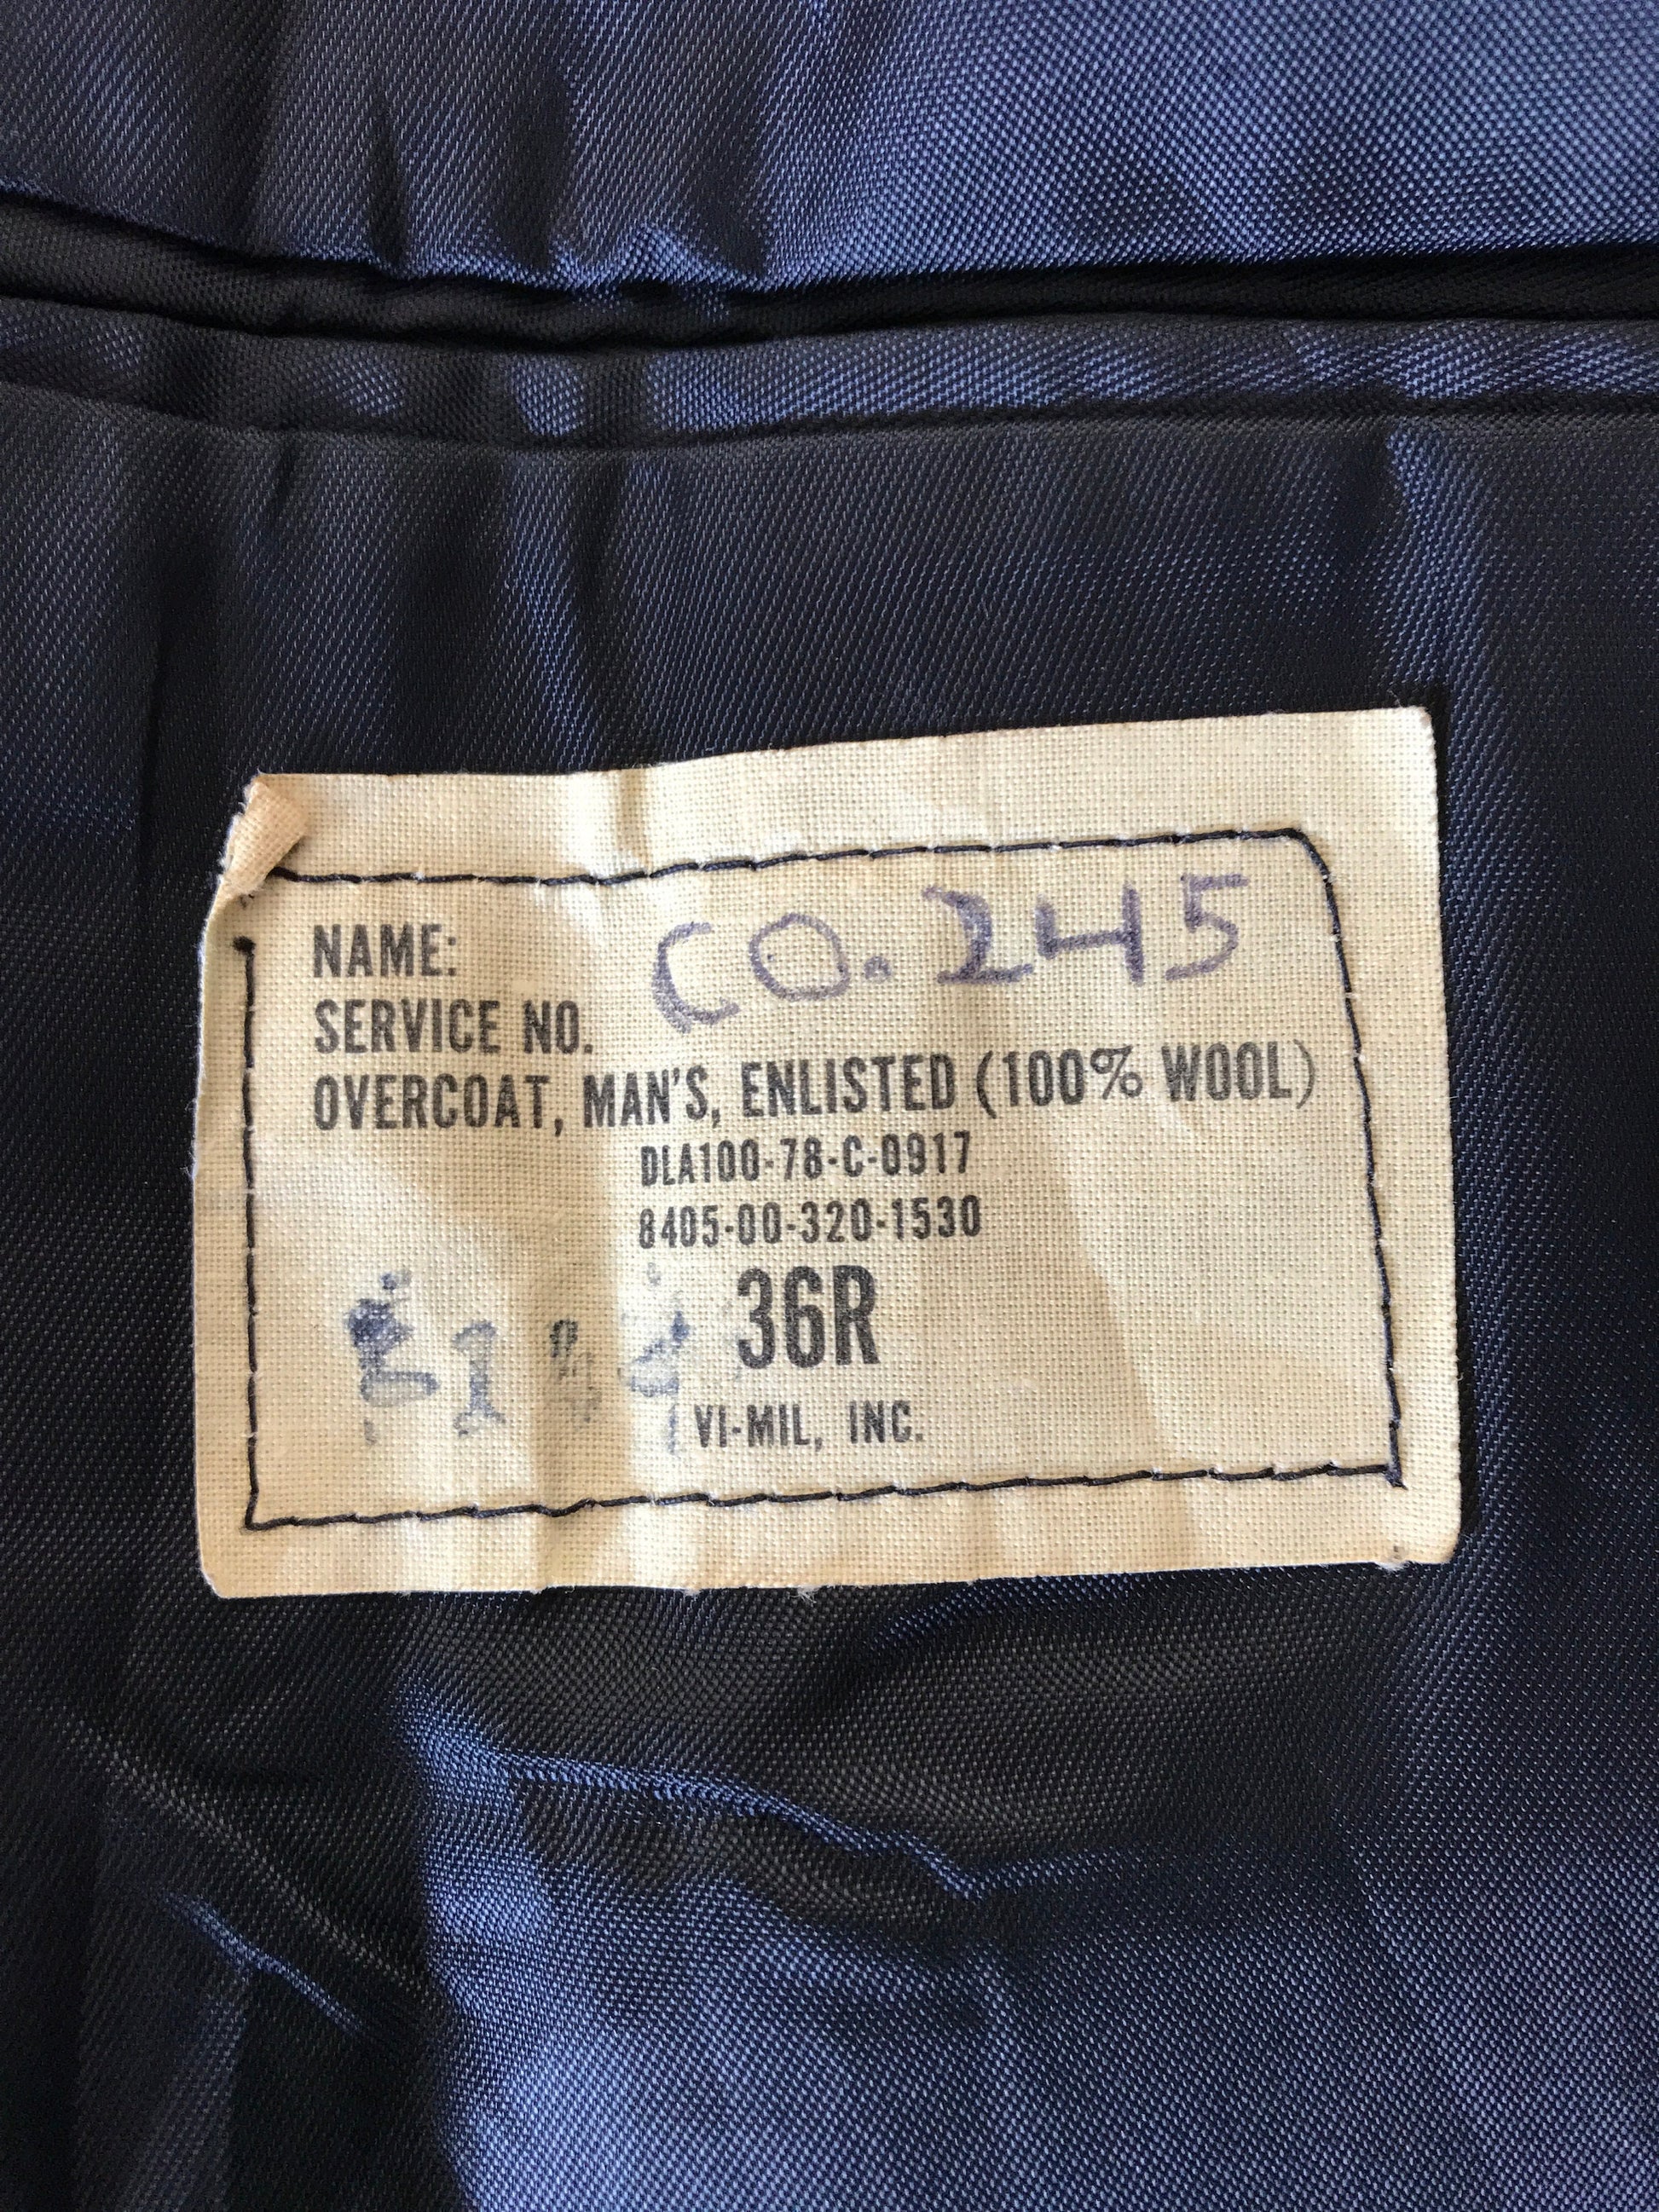 NAME: CO. 245
SERVICE NO.
OVERCOAT, MAN'S, ENLISTED (100% WOOL)
DLA100-78-C-0917
8405-00-320-1530
36R
VI-MIL, INC.